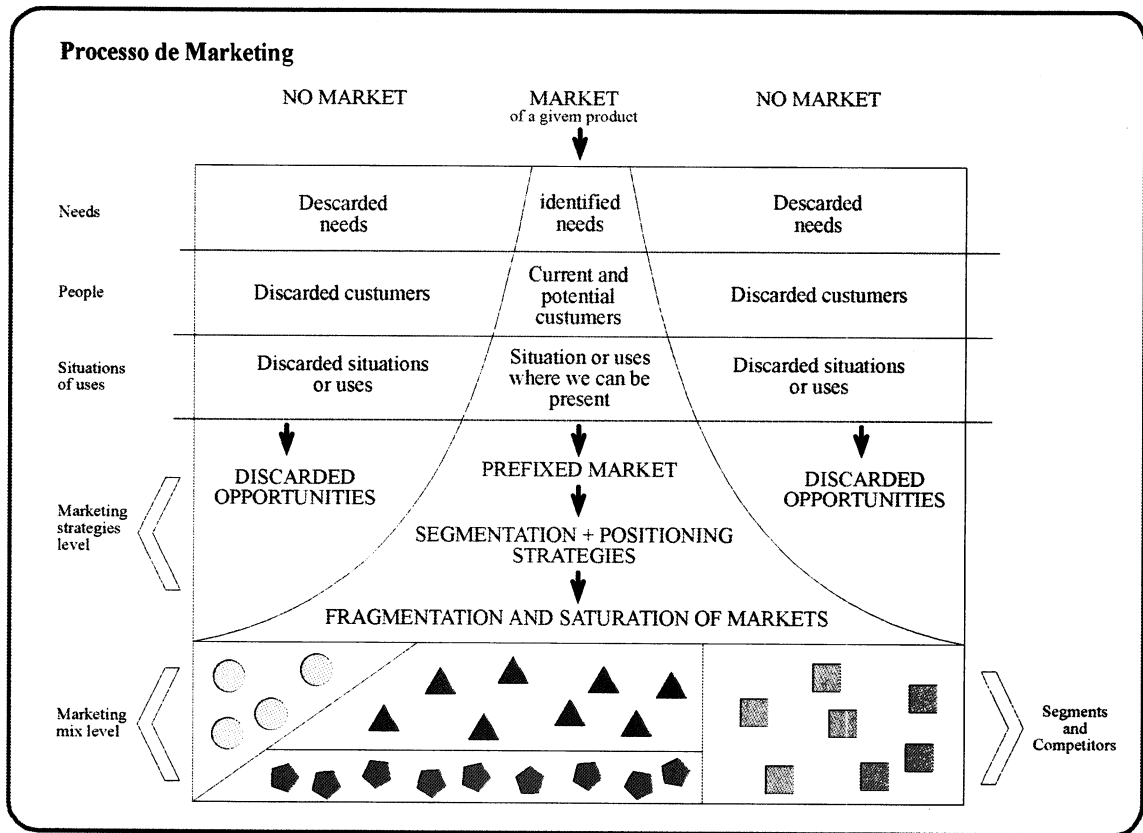 Processo de Marketing
NO MARKET
MARKET
of a givem product
NO MARKET
Needs
Descarded
needs
identified
needs
Descarded
needs
People
Discarded custumers
Current and
potential
custumers
Discarded custumers
Situations
of uses
Discarded situations
or uses
Situation or uses
where we can be
present
Discarded situations
or uses
DISCARDED
OPPORTUNITIES
PREFIXED MARKET
DISCARDED
OPPORTUNITIES
Marketing
strategies
level
SEGMENTATION + POSITIONING
STRATEGIES
FRAGMENTATION AND SATURATION OF MARKETS
Marketing
mix level
Segments
and
Competitors